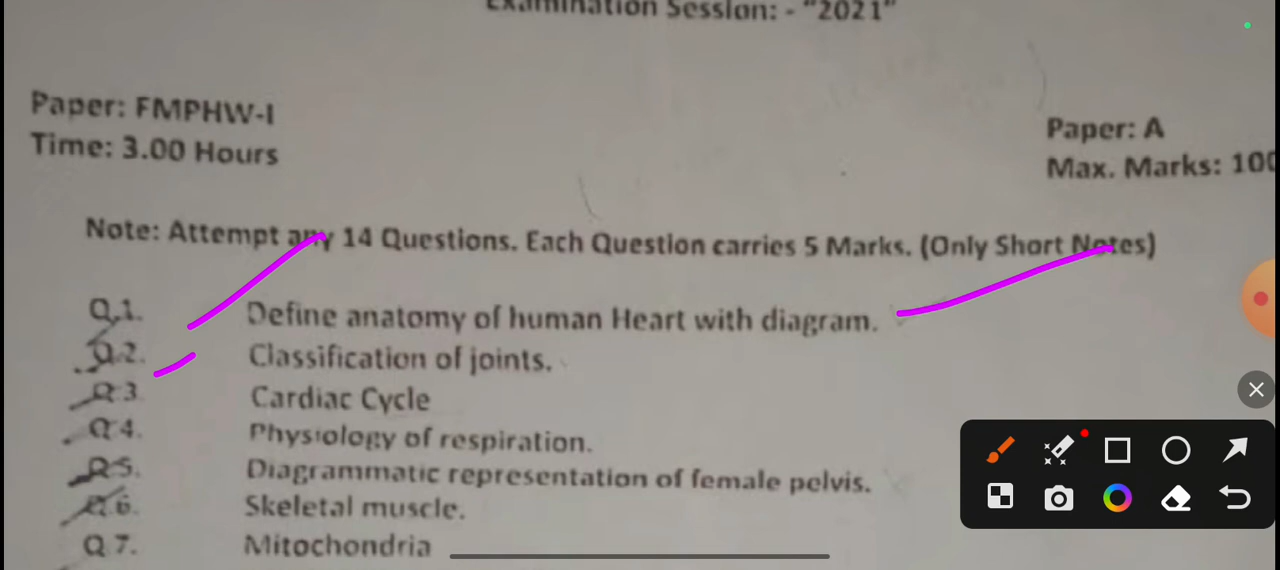 Examination Session: - "2021"
Paper: FMPHW-I
Paper: A
Time: 3.00 Hours
Max. Marks: 100
Note: Attempt any 14 Questions. Each Question carries 5 Marks. (Only Short Notes)
Q.1. Define anatomy of human Heart with diagram.
Q.2. Classification of joints.
Q.3. Cardiac Cycle
Q.4. Physiology of respiration.
Q.5. Diagrammatic representation of female pelvis.
Q.6. Skeletal muscle.
Q.7. Mitochondria